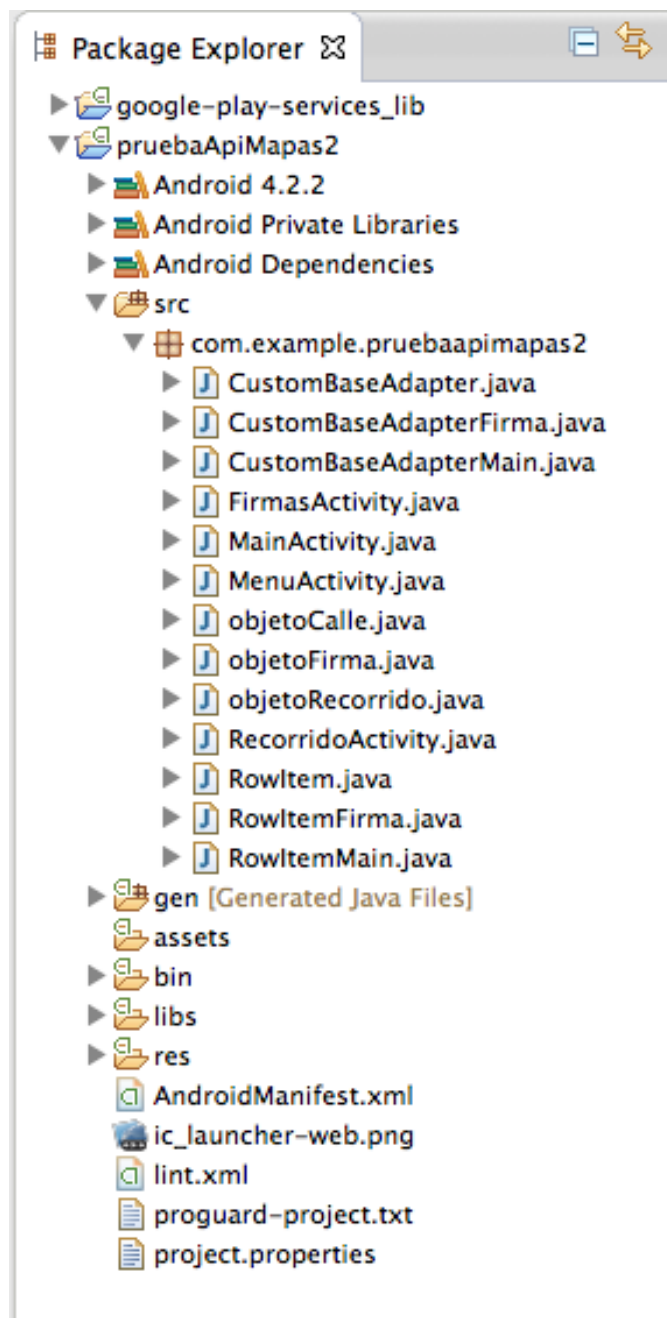 Package Explorer
google-play-services_lib
pruebaApiMapas2
Android 4.2.2
Android Private Libraries
Android Dependencies
src
com.example.pruebaapimapas2
CustomBaseAdapter.java
CustomBaseAdapterFirma.java
CustomBaseAdapterMain.java
FirmasActivity.java
MainActivity.java
MenuActivity.java
objetoCalle.java
objetoFirma.java
objetoRecorrido.java
RecorridoActivity.java
RowItem.java
RowItemFirma.java
RowItemMain.java
gen [Generated Java Files]
assets
bin
libs
res
AndroidManifest.xml
ic_launcher-web.png
lint.xml
proguard-project.txt
project.properties